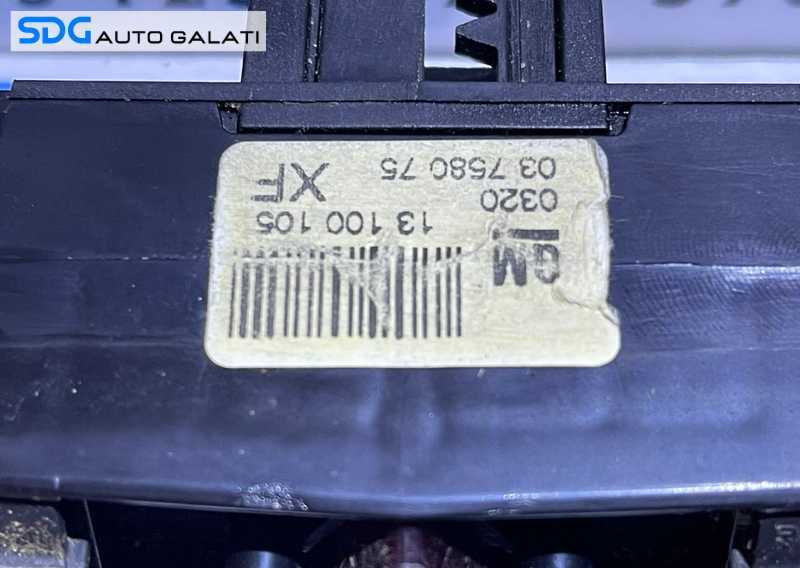 SDG AUTO GALATI
GM
13 100 105
0320
03 7580 75
XF